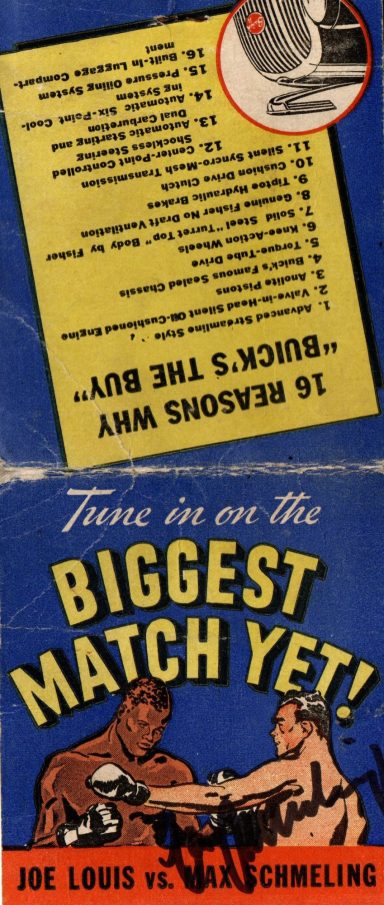 16 REASONS WHY
"BUICK'S THE BUY"
1. Advanced Streamline Style
2. Valve-in-Head Silent Oil-Cushioned Engine
3. Anolite Pistons
4. Buick's Famous Sealed Chassis
5. Torque-Tube Drive
6. Knee-Action Wheels
7. Solid Steel "Turret Top" Body by Fisher
8. Genuine Fisher No Draft Ventilation
9. Tiptoe Hydraulic Brakes
10. Cushion Drive Clutch
11. Silent Syncro-Mesh Transmission
12. Center-Point Controlled
Shockless Steering
13. Automatic Starting and
Dual Carburetion
14. Automatic Six-Point Cool-
ing System
15. Pressure Oiling System
16. Built-In Luggage Compart-
ment
Tune in on the
BIGGEST
MATCH YET!
JOE LOUIS vs. MAX SCHMELING